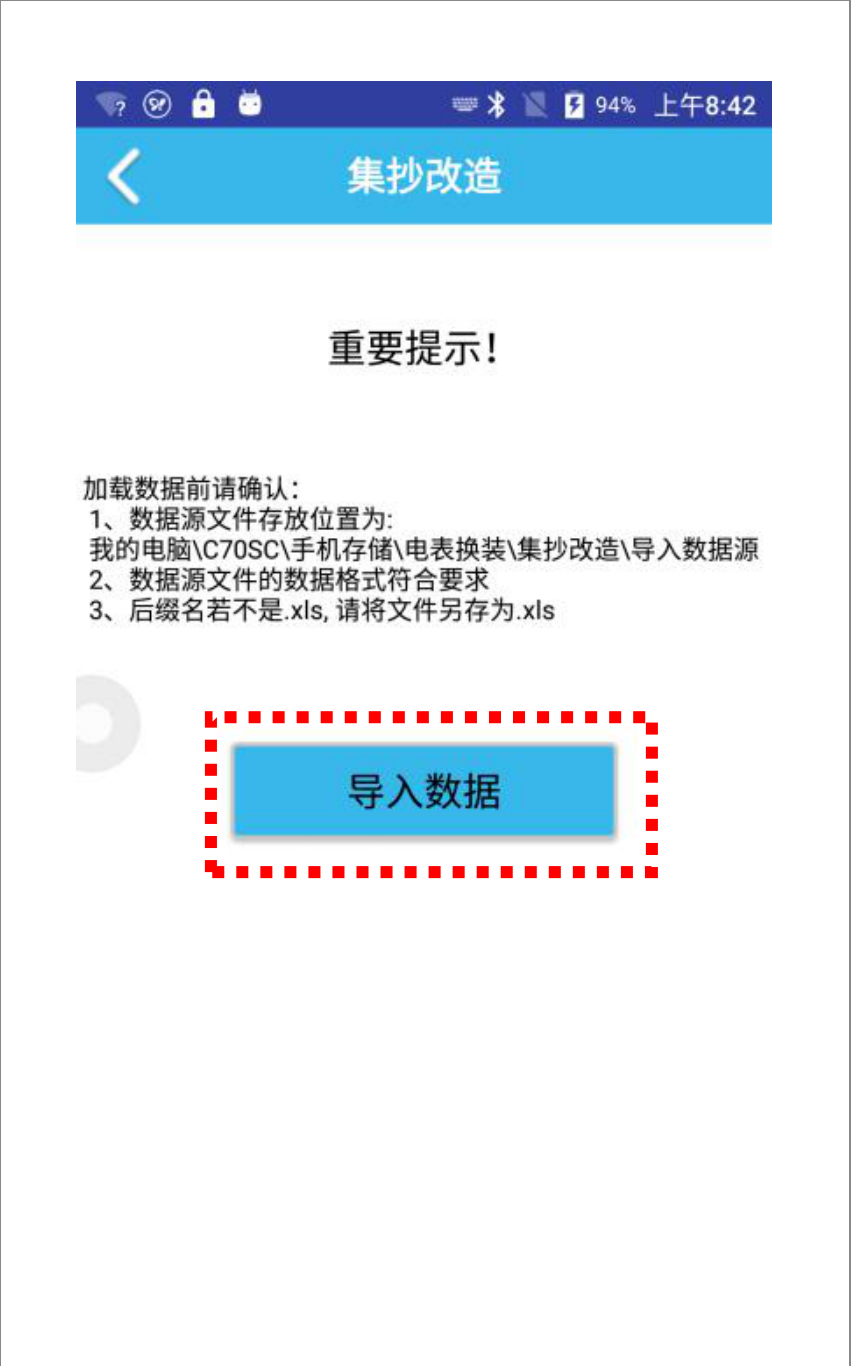 94% 上午8:42
集抄改造
重要提示！
加载数据前请确认：
1、数据源文件存放位置为:
我的电脑\C70SC\手机存储\电表换装\集抄改造\导入数据源
2、数据源文件的数据格式符合要求
3、后缀名若不是.xls, 请将文件另存为.xls
导入数据